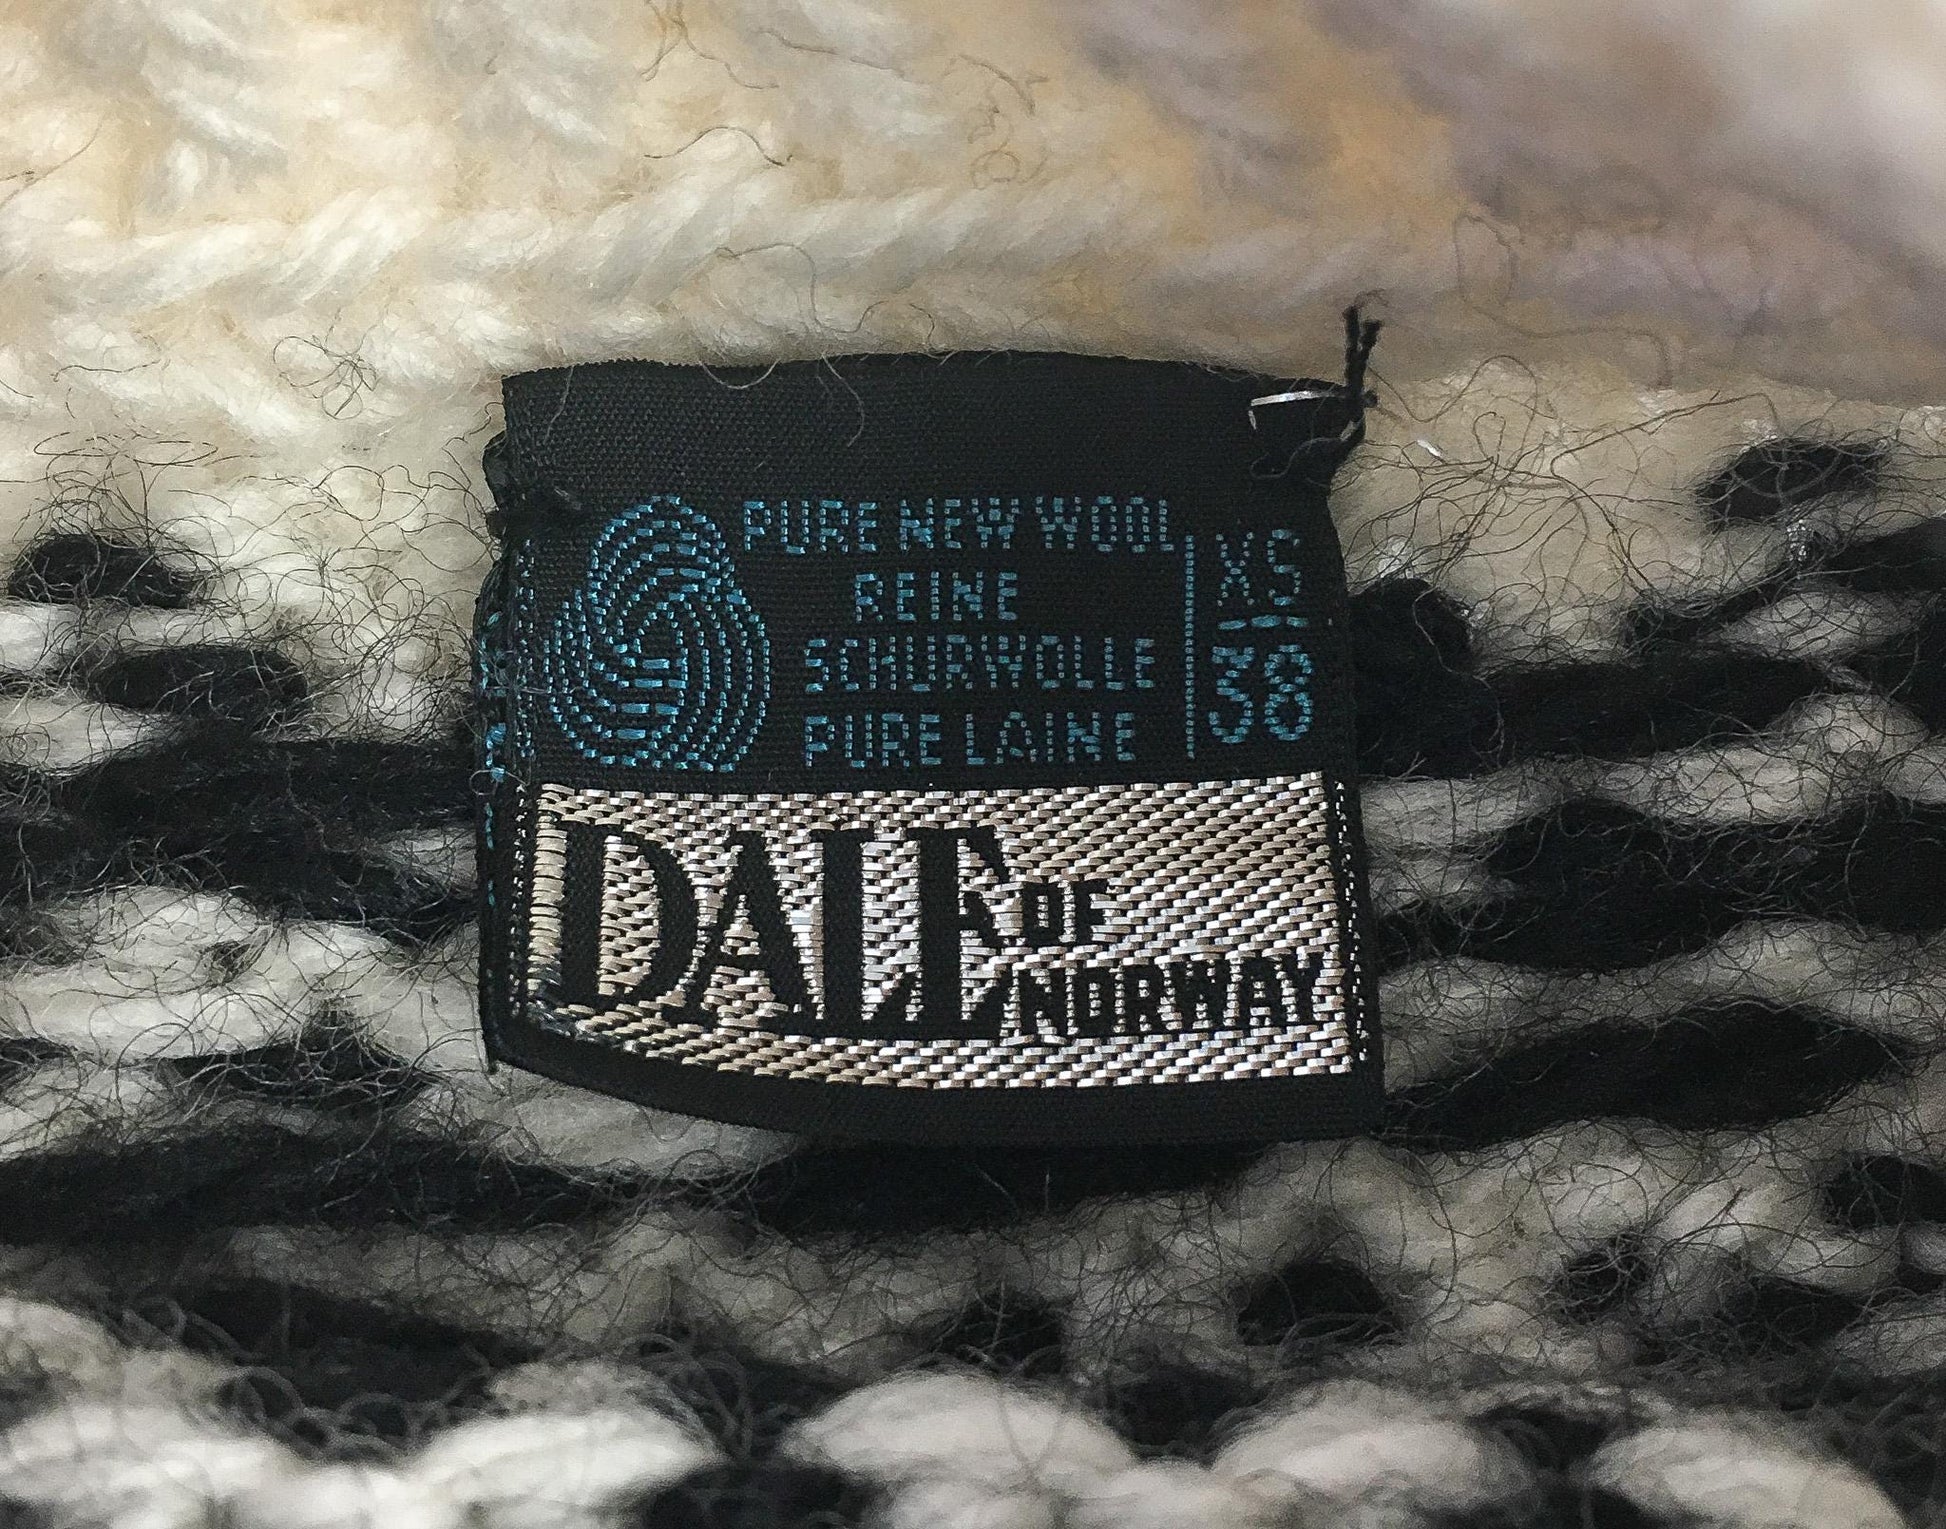 PURE NEW WOOL
REINE
SCHURWOLLE
PURE LAINE
XS
38
DALE OF
NORWAY